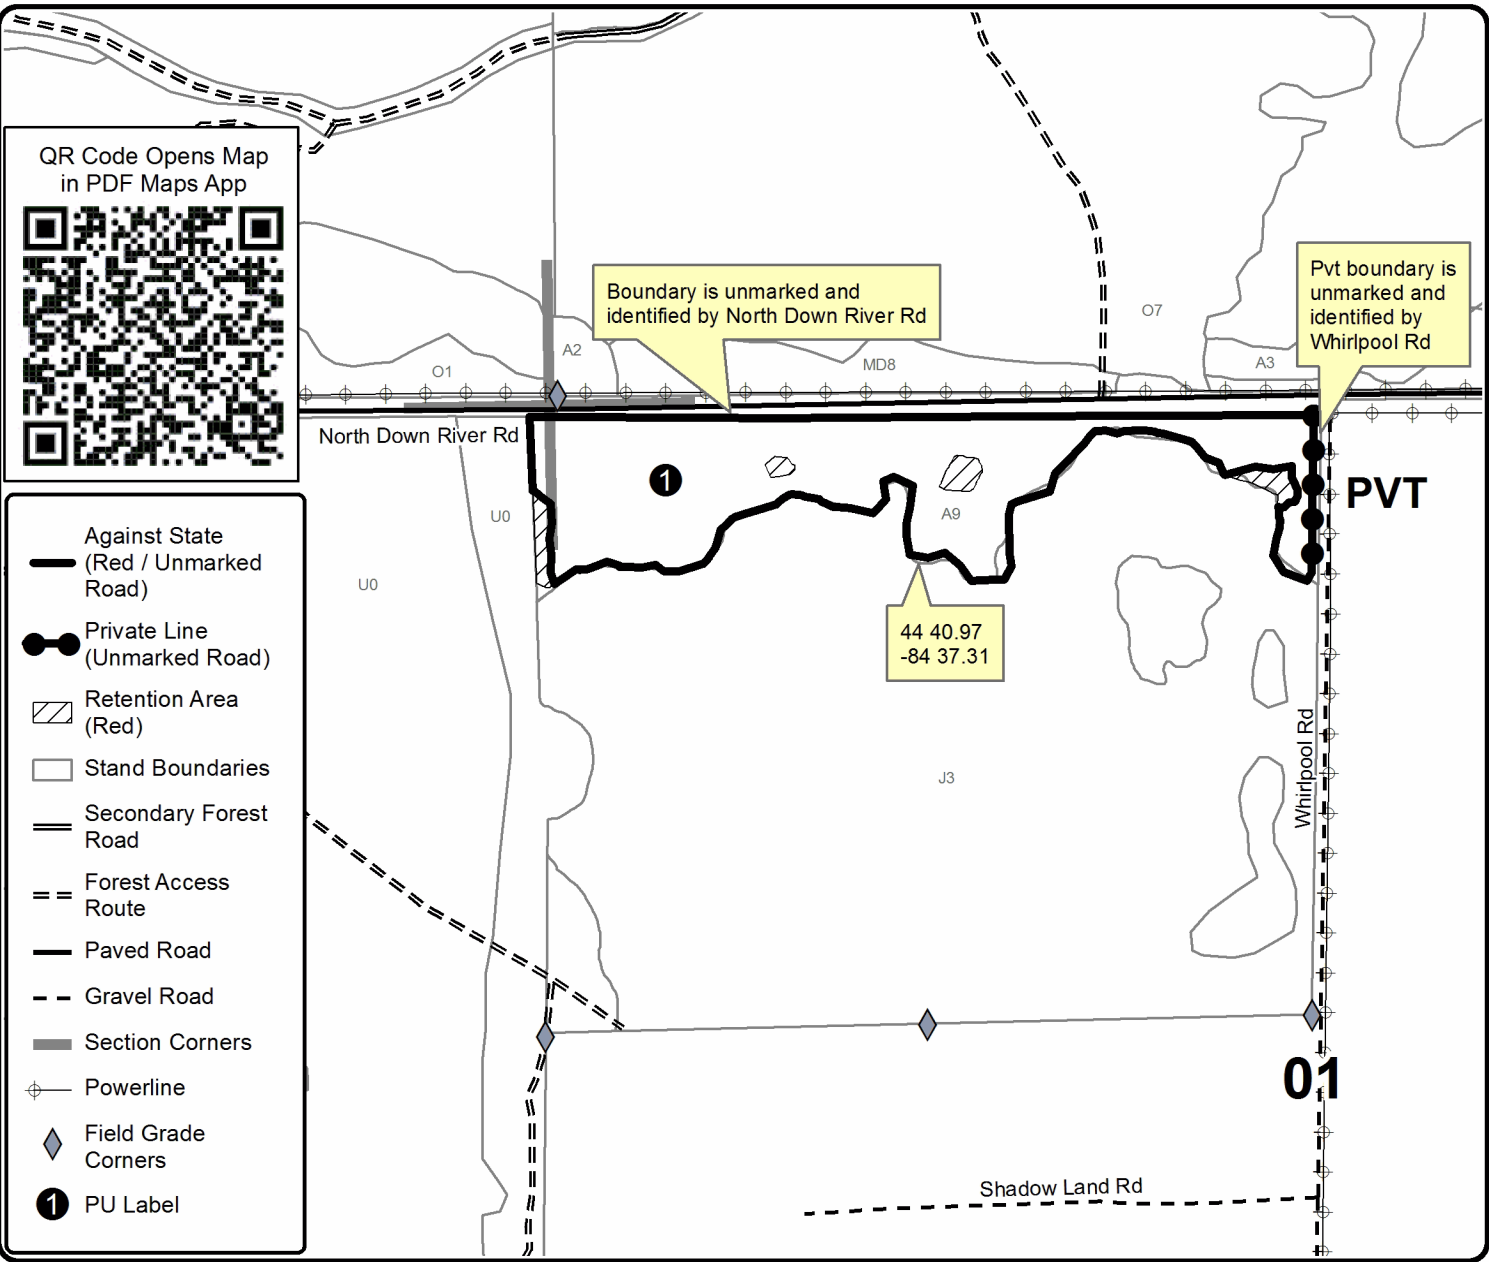 QR Code Opens Map
in PDF Maps App
Boundary is unmarked and
identified by North Down River Rd
Pvt boundary is
unmarked and
identified by
Whirlpool Rd
O7
A2
O1
MD8
A3
North Down River Rd
1
PVT
U0
A9
U0
44 40.97
-84 37.31
J3
Whirlpool Rd
01
Shadow Land Rd
Against State
(Red / Unmarked
Road)
Private Line
(Unmarked Road)
Retention Area
(Red)
Stand Boundaries
Secondary Forest
Road
Forest Access
Route
Paved Road
Gravel Road
Section Corners
Powerline
Field Grade
Corners
1 PU Label